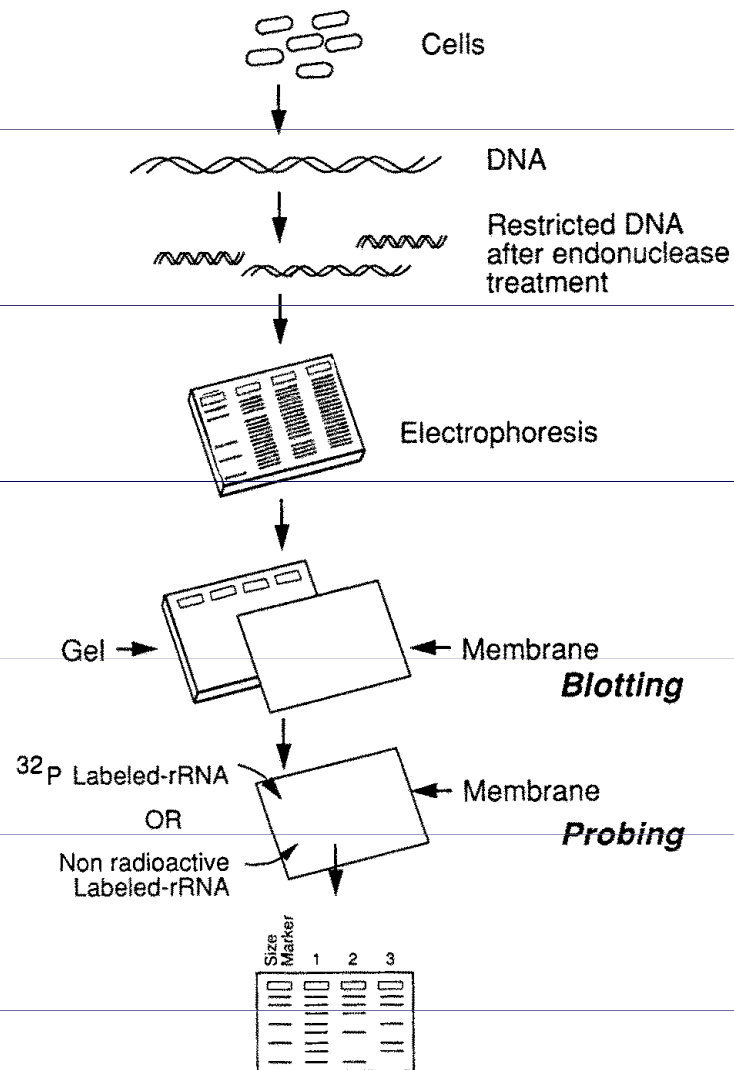 Cells
DNA
Restricted DNA
after endonuclease
treatment
Electrophoresis
Gel
Membrane
Blotting
32P Labeled-rRNA
OR
Non radioactive
Labeled-rRNA
Membrane
Probing
Size
Marker
1 2 3